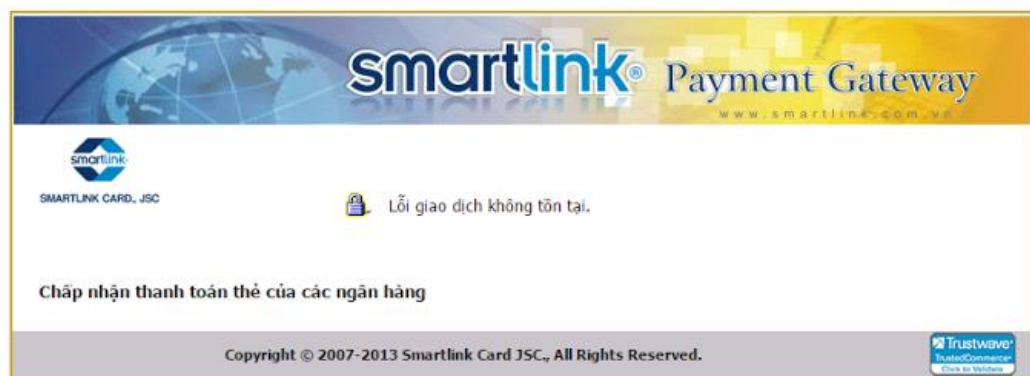 smartlink® Payment Gateway
www.smartlink.com.vn
smartlink
SMARTLINK CARD., JSC
Lỗi giao dịch không tồn tại.
Chấp nhận thanh toán thẻ của các ngân hàng
Copyright © 2007-2013 Smartlink Card JSC., All Rights Reserved.
Trustwave®
TrustedCommerce®
Click to Validate